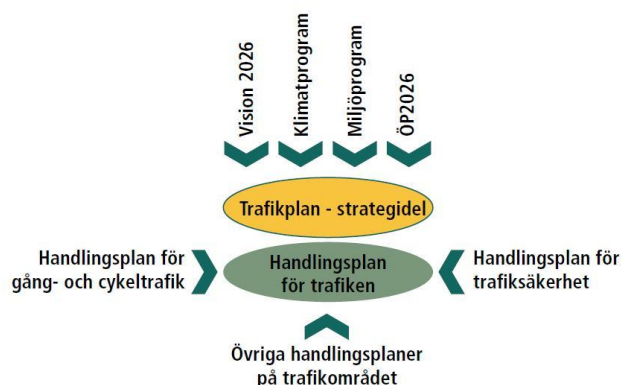 Vision 2026
Klimatprogram
Miljöprogram
ÖP2026
Trafikplan - strategidel
Handlingsplan för
gång- och cykeltrafik
Handlingsplan
för trafiken
Handlingsplan för
trafiksäkerhet
Övriga handlingsplaner
på trafikområdet